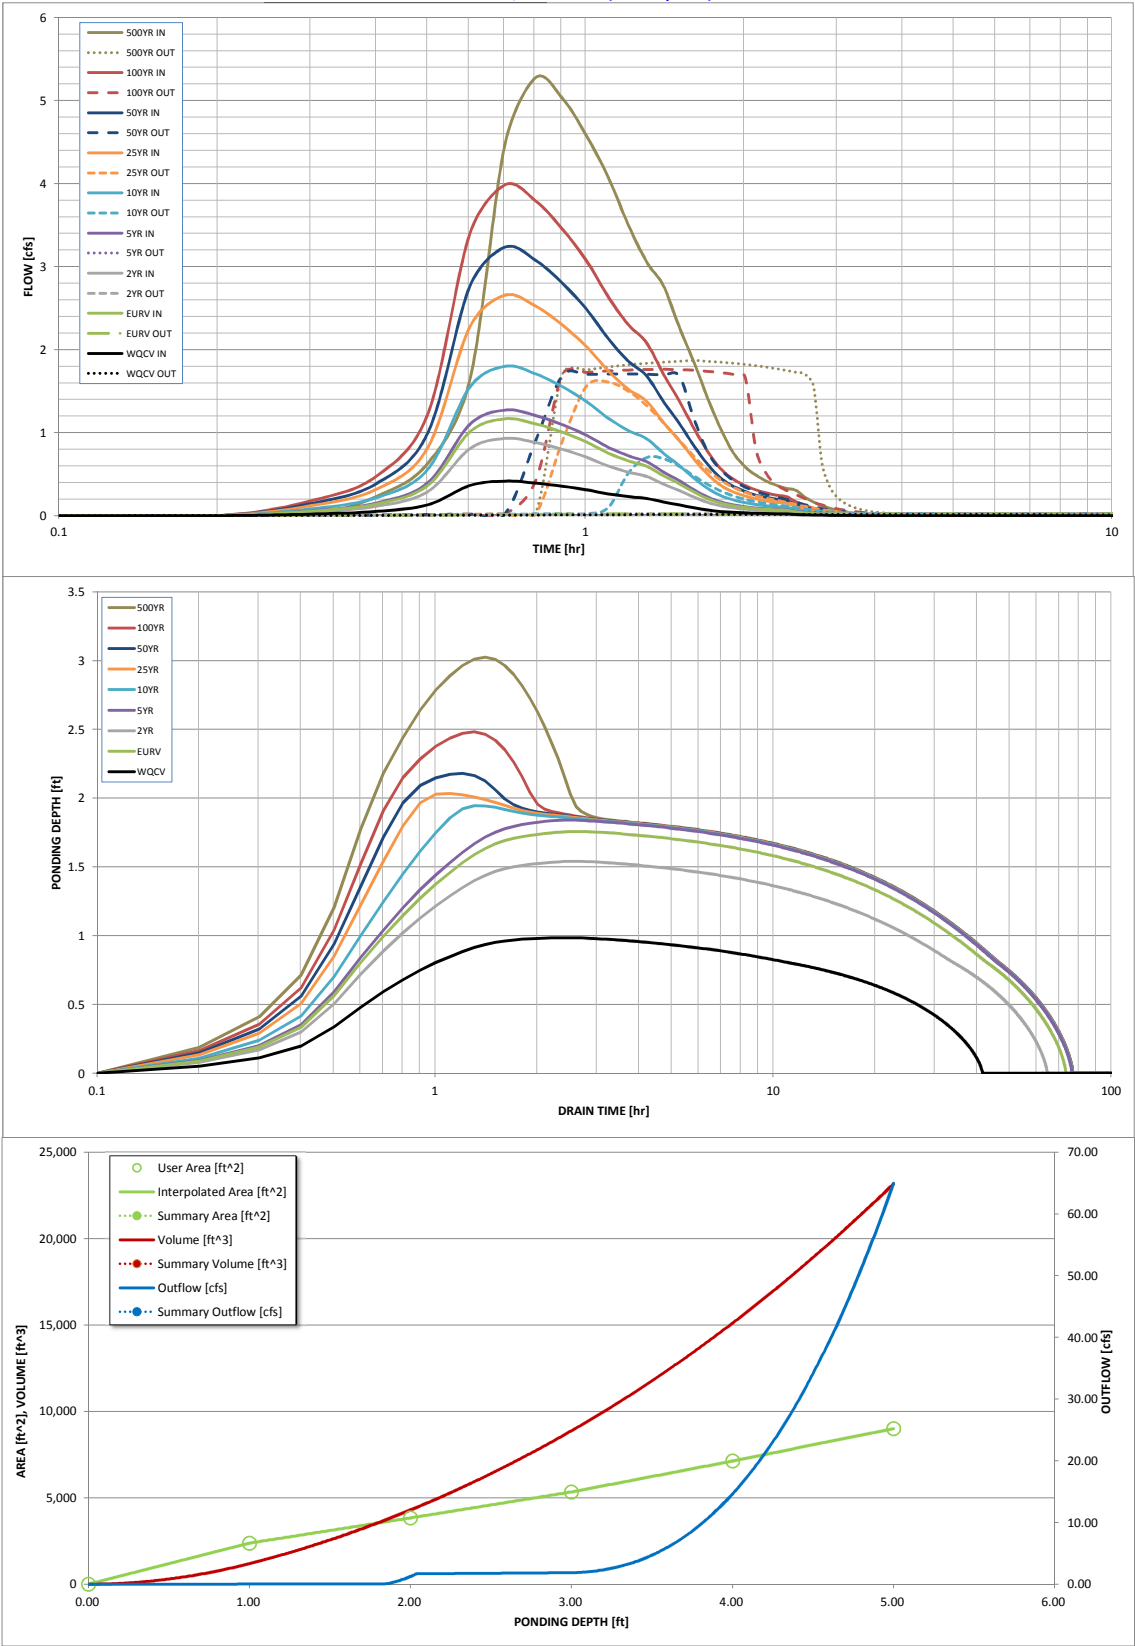 6
5
4
3
2
1
0
FLOW [cfs]
500YR IN
500YR OUT
100YR IN
100YR OUT
50YR IN
50YR OUT
25YR IN
25YR OUT
10YR IN
10YR OUT
5YR IN
5YR OUT
2YR IN
2YR OUT
EURV IN
EURV OUT
WQCV IN
WQCV OUT
0.1
1
10
TIME [hr]
3.5
3
2.5
2
1.5
1
0.5
0
PONDING DEPTH [ft]
500YR
100YR
50YR
25YR
10YR
5YR
2YR
EURV
WQCV
0.1
1
10
100
DRAIN TIME [hr]
25,000
20,000
15,000
10,000
5,000
0
AREA [ft^2], VOLUME [ft^3]
User Area [ft^2]
Interpolated Area [ft^2]
Summary Area [ft^2]
Volume [ft^3]
Summary Volume [ft^3]
Outflow [cfs]
Summary Outflow [cfs]
70.00
60.00
50.00
40.00
30.00
20.00
10.00
0.00
OUTFLOW [cfs]
0.00
1.00
2.00
3.00
4.00
5.00
6.00
PONDING DEPTH [ft]